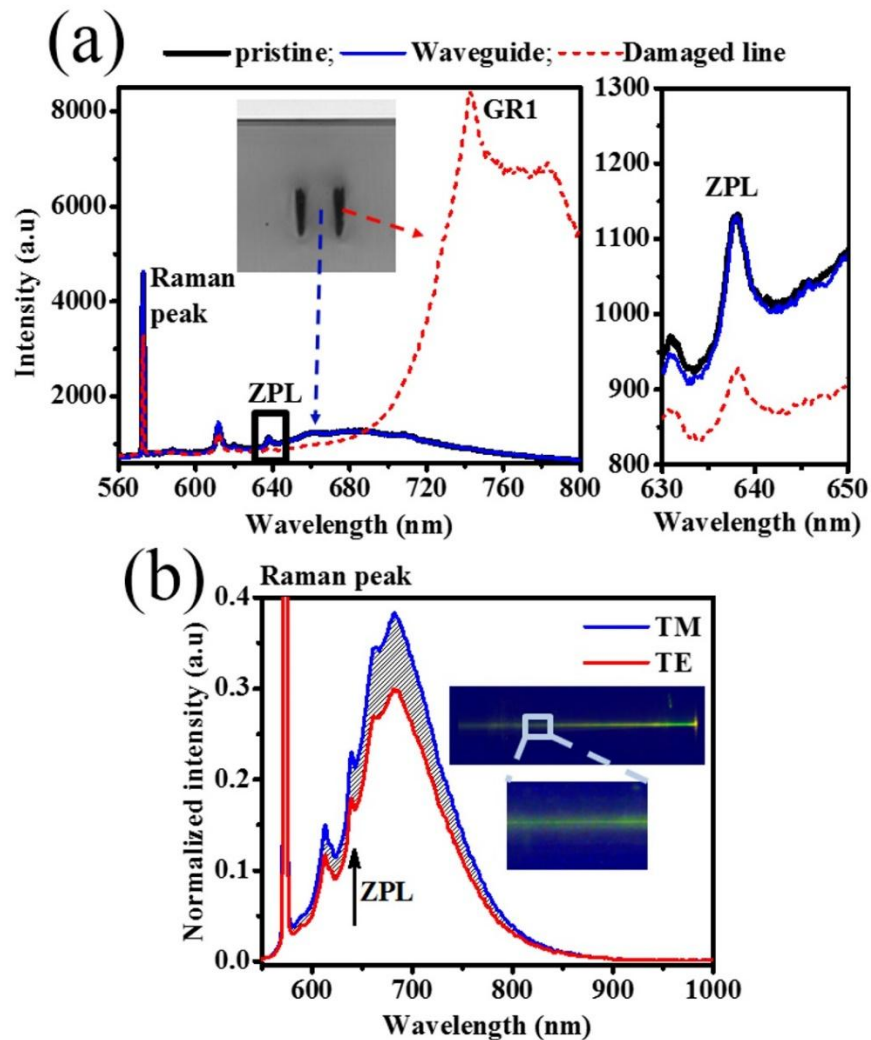 (a)
pristine; Waveguide; Damaged line
8000
6000
4000
2000
Intensity (a.u)
Raman
peak
ZPL
GR1
560 600 640 680 720 760 800
Wavelength (nm)
1300
1200
1100
1000
900
800
ZPL
630 640 650
Wavelength (nm)
(b)
Raman peak
0.4
0.3
0.2
0.1
0.0
Normalized intensity (a.u)
TM
TE
ZPL
600 700 800 900 1000
Wavelength (nm)